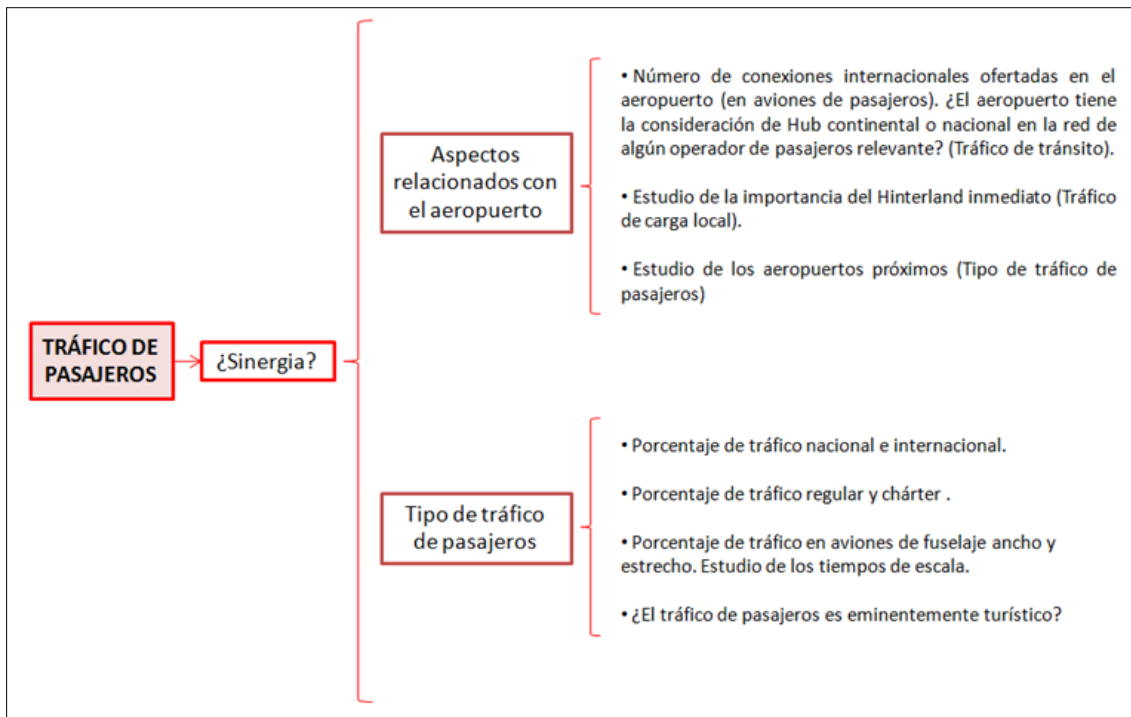 TRÁFICO DE
PASAJEROS
¿Sinergia?
Aspectos
relacionados con
el aeropuerto
• Número de conexiones internacionales ofertadas en el
aeropuerto (en aviones de pasajeros). ¿El aeropuerto tiene
la consideración de Hub continental o nacional en la red de
algún operador de pasajeros relevante? (Tráfico de tránsito).
• Estudio de la importancia del Hinterland inmediato (Tráfico
de carga local).
• Estudio de los aeropuertos próximos (Tipo de tráfico de
pasajeros)
Tipo de tráfico
de pasajeros
• Porcentaje de tráfico nacional e internacional.
• Porcentaje de tráfico regular y chárter .
• Porcentaje de tráfico en aviones de fuselaje ancho y
estrecho. Estudio de los tiempos de escala.
• ¿El tráfico de pasajeros es eminentemente turístico?